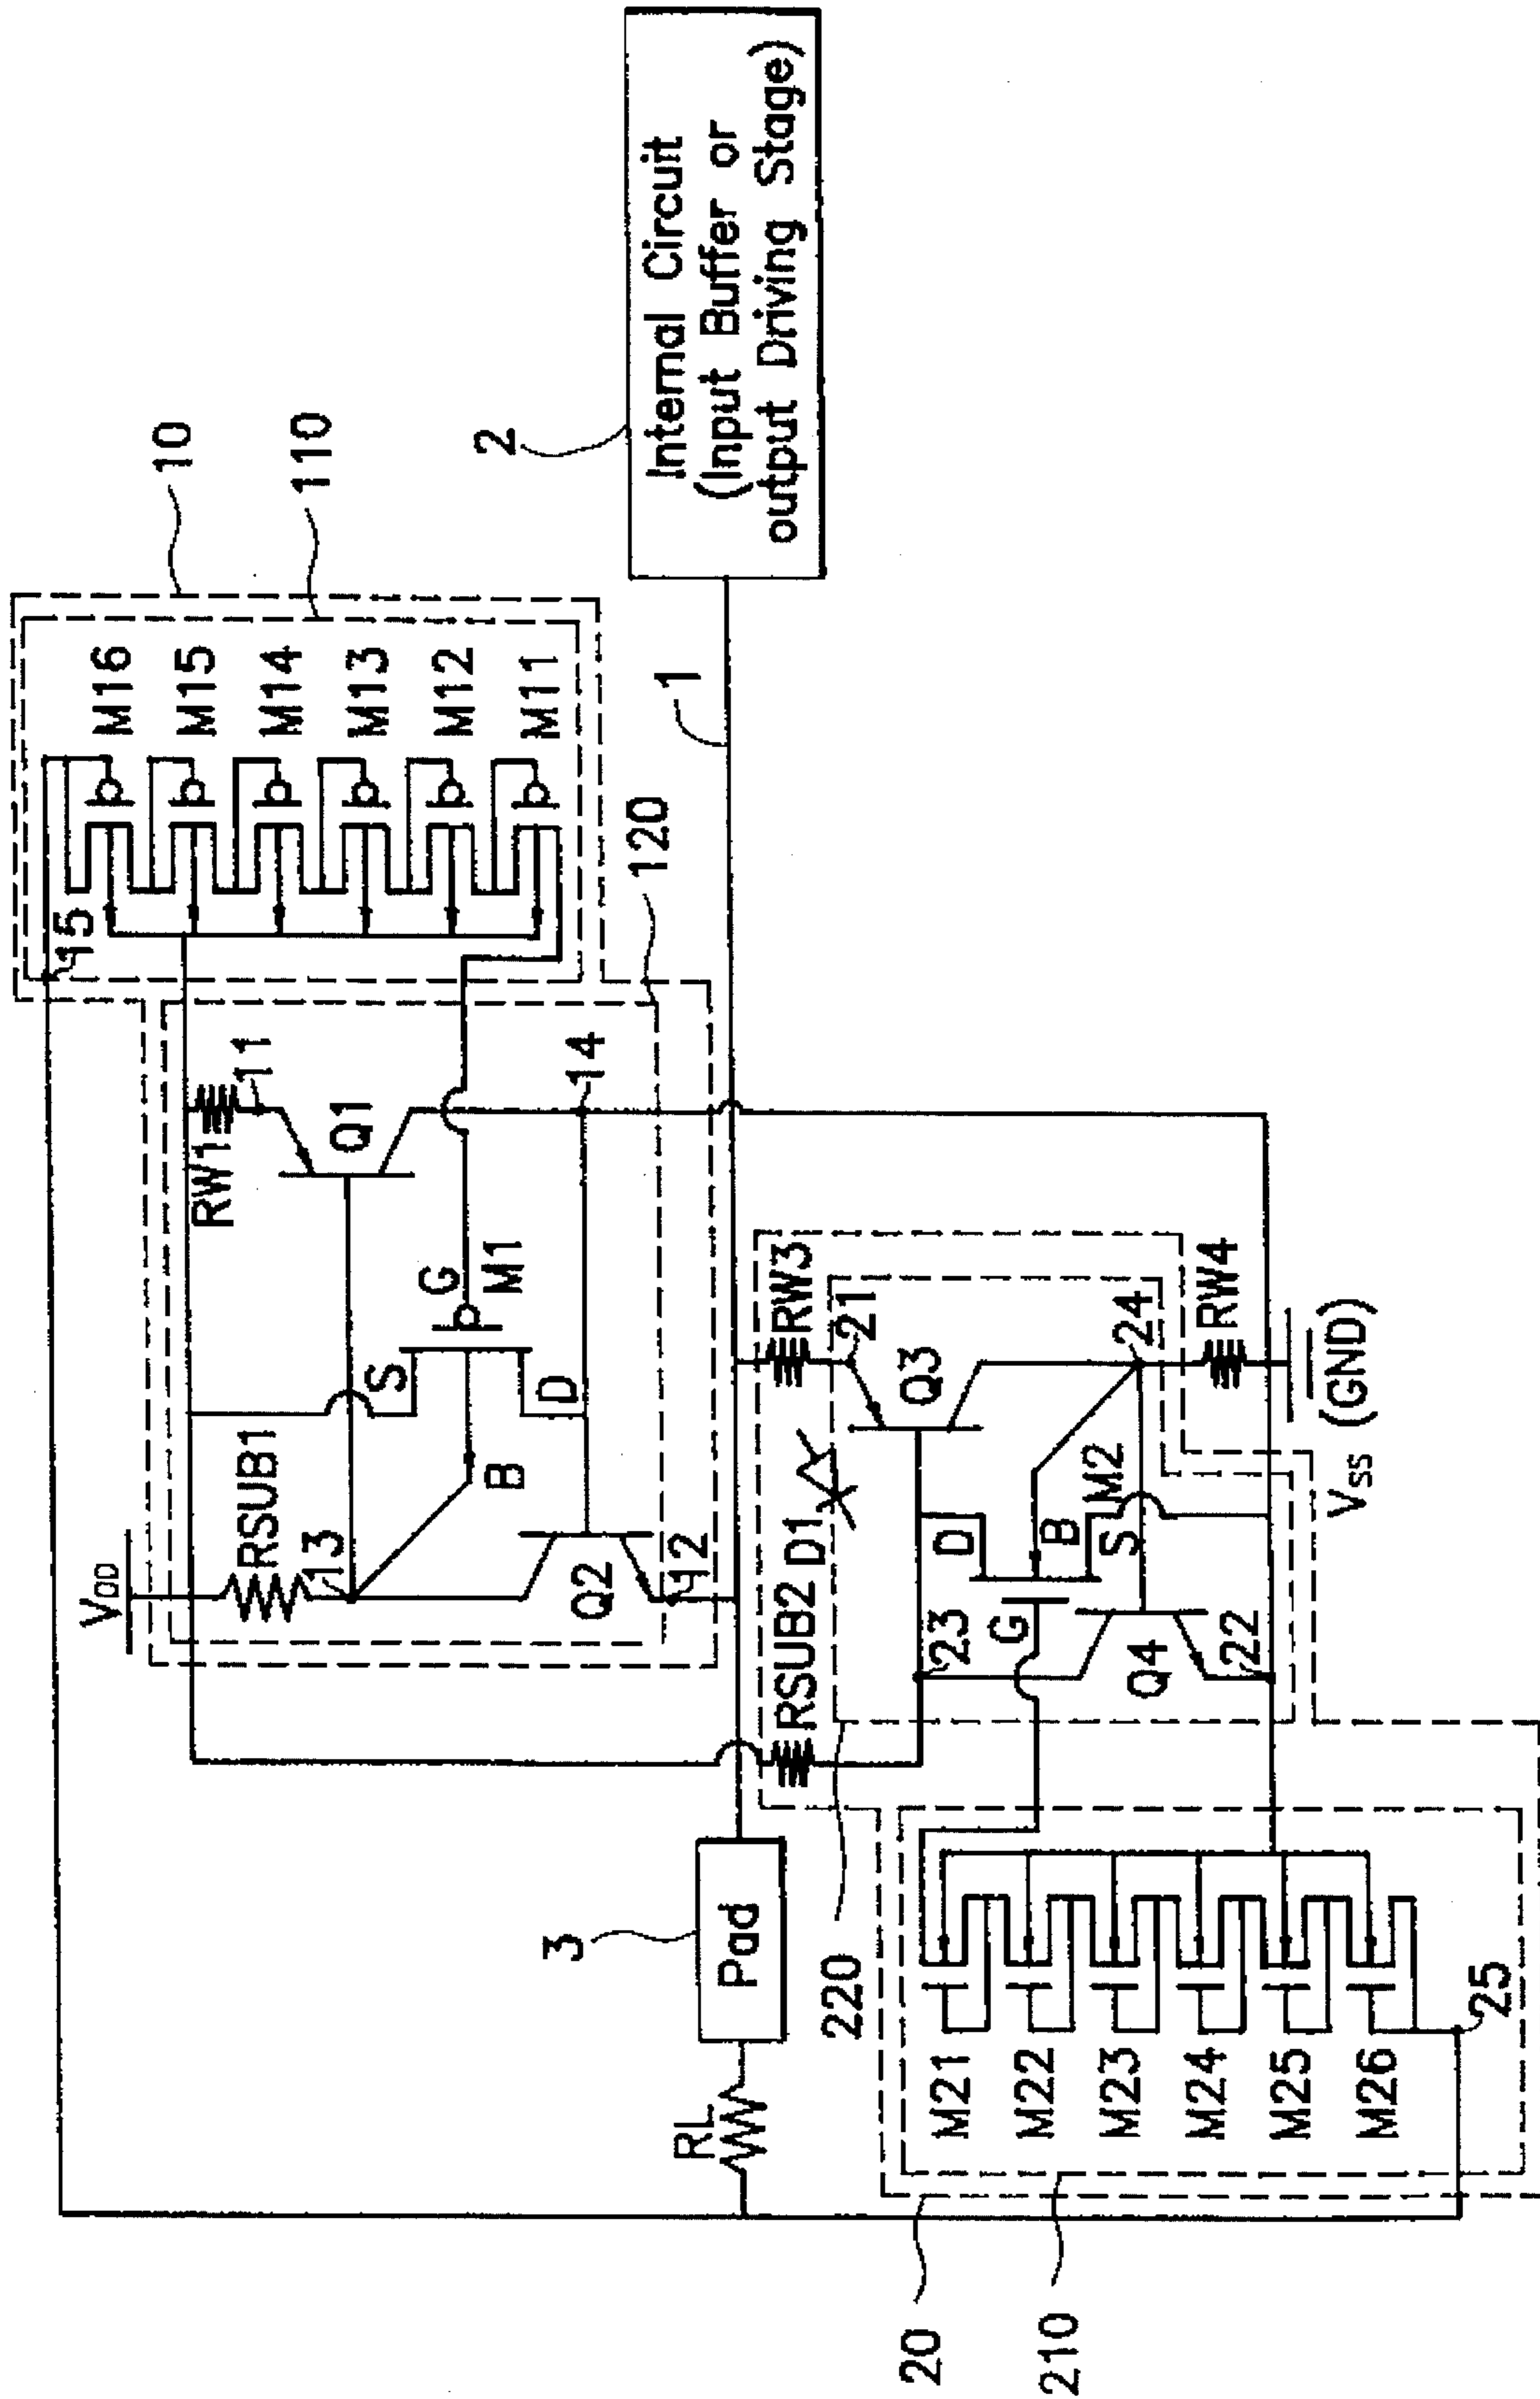 10
110
M16
M15
M14
M13
M12
M11
15
120
2
Internal Circuit
(Input Buffer or
output Driving Stage)
1
VDD
RSUB1
13
RW1
11
Q1
S
G
M1
B
D
14
Q2
12
3
Pad
RL
RSUB2
D1
RW3
21
Q3
D
B
S
M2
G
23
24
RW4
Q4
22
VSS
(GND)
220
M21
M22
M23
M24
M25
M26
25
20
210